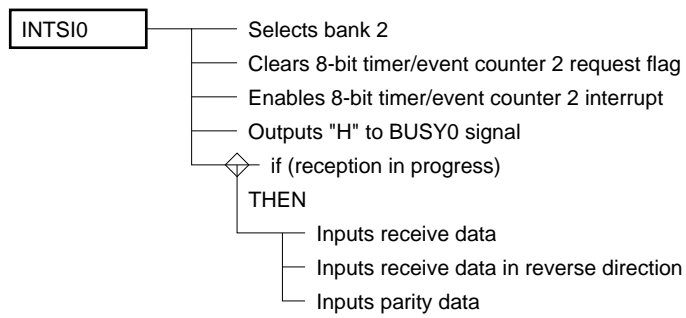 INTSI0
Selects bank 2
Clears 8-bit timer/event counter 2 request flag
Enables 8-bit timer/event counter 2 interrupt
Outputs "H" to BUSY0 signal
if (reception in progress)
THEN
Inputs receive data
Inputs receive data in reverse direction
Inputs parity data